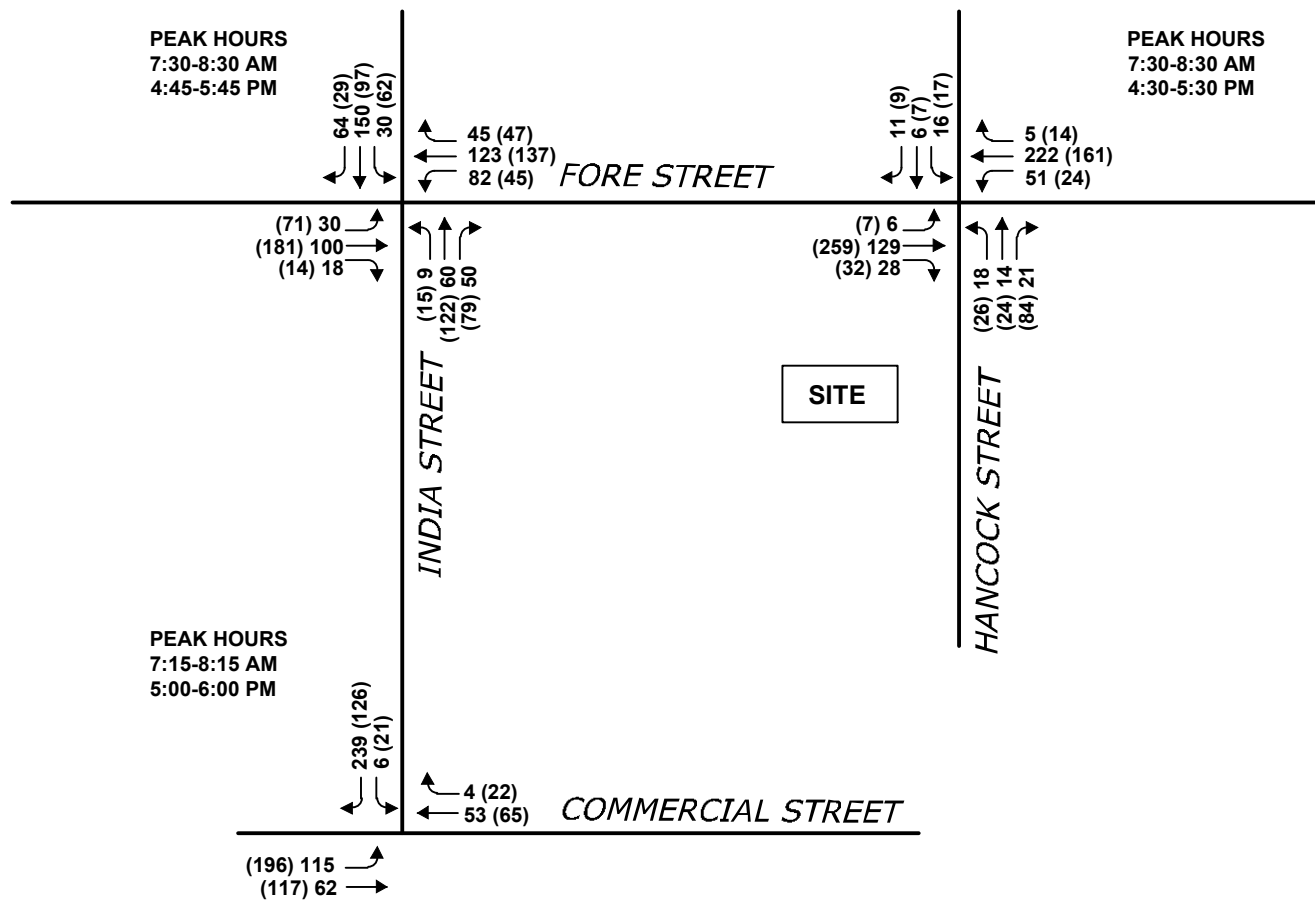 PEAK HOURS
7:30-8:30 AM
4:45-5:45 PM
PEAK HOURS
7:30-8:30 AM
4:30-5:30 PM
64 (29)
150 (97)
30 (62)
45 (47)
123 (137)
82 (45)
FORE STREET
11 (9)
6 (7)
16 (17)
5 (14)
222 (161)
51 (24)
(71) 30
(181) 100
(14) 18
(15) 9
(122) 60
(79) 50
(7) 6
(259) 129
(32) 28
(26) 18
(24) 14
(84) 21
INDIA STREET
SITE
HANCOCK STREET
PEAK HOURS
7:15-8:15 AM
5:00-6:00 PM
239 (126)
6 (21)
4 (22)
53 (65)
COMMERCIAL STREET
(196) 115
(117) 62